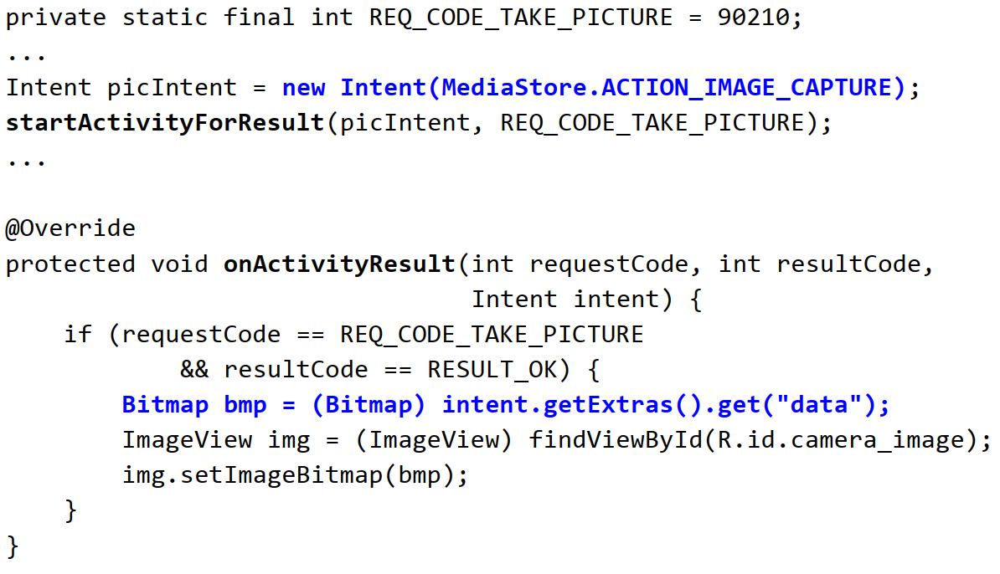 private static final int REQ_CODE_TAKE_PICTURE = 90210;
...
Intent picIntent = new Intent(MediaStore.ACTION_IMAGE_CAPTURE);
startActivityForResult(picIntent, REQ_CODE_TAKE_PICTURE);
...

@Override
protected void onActivityResult(int requestCode, int resultCode,
                                Intent intent) {
    if (requestCode == REQ_CODE_TAKE_PICTURE
            && resultCode == RESULT_OK) {
        Bitmap bmp = (Bitmap) intent.getExtras().get("data");
        ImageView img = (ImageView) findViewById(R.id.camera_image);
        img.setImageBitmap(bmp);
    }
}